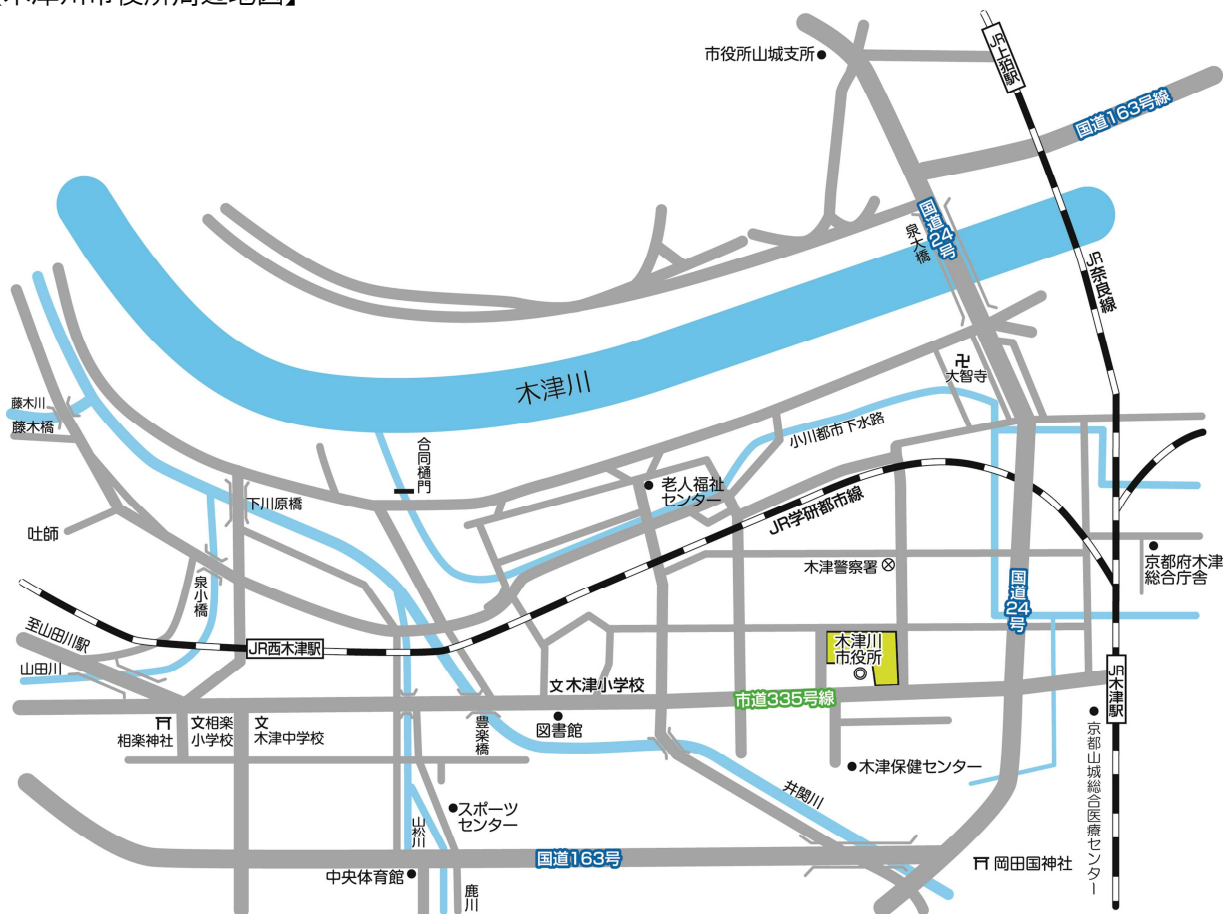 【木津川市役所周辺地図】
市役所山城支所
JR上狛駅
国道163号線
国道24号
泉大橋
JR奈良線
木津川
卍
大智寺
藤木川
藤木橋
合同樋門
小川都市下水路
下川原橋
老人福祉
センター
JR学研都市線
吐師
泉小橋
木津警察署
京都府木津
総合庁舎
国道24号
至山田川駅
JR西木津駅
山田川
木津川
市役所
文木津小学校
市道335号線
JR木津駅
相楽神社
文相楽
小学校
文
木津中学校
豊楽橋
図書館
木津保健センター
京都山城総合医療センター
井関川
スポーツ
センター
山松川
国道163号
中央体育館
鹿川
岡田国神社